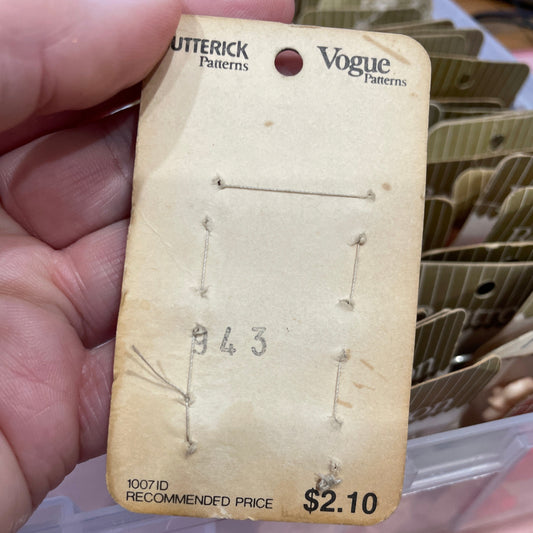 UTTERICK
Patterns
Vogue
Patterns
943
1007ID
RECOMMENDED PRICE
$2.10